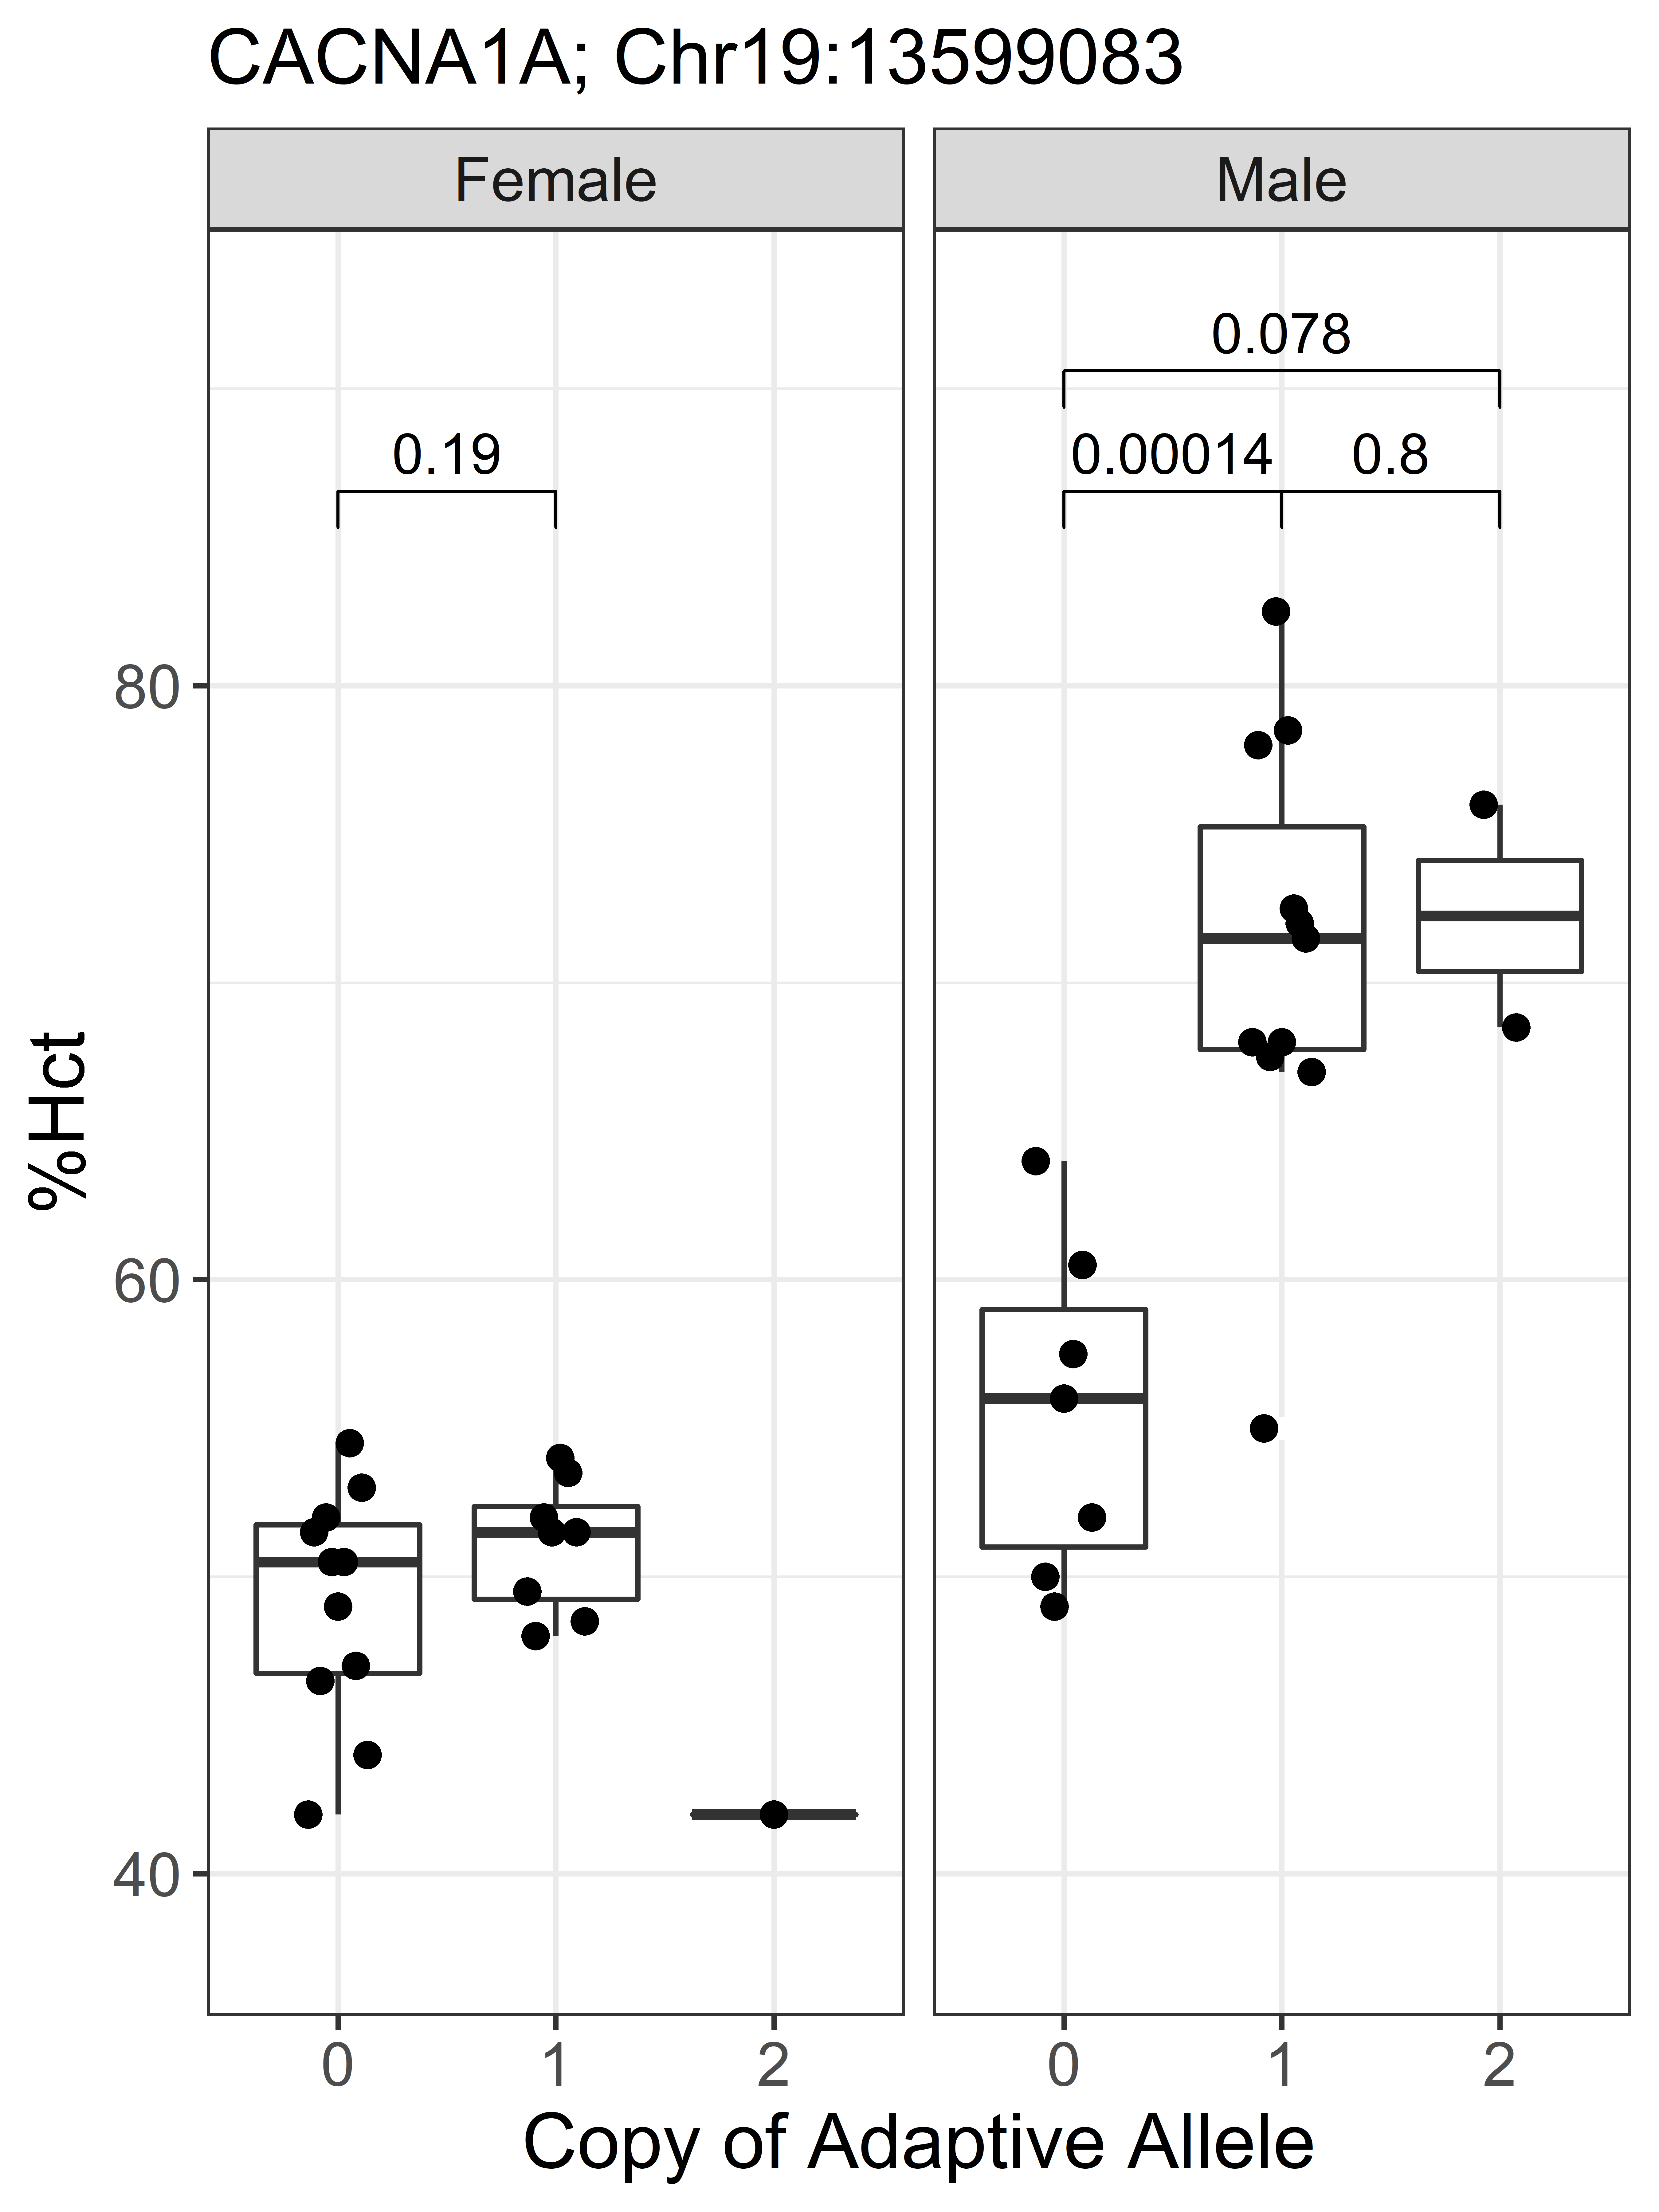 CACNA1A; Chr19:13599083
Female
Male
0.078
0.19
0.00014
0.8
80
60
40
%Hct
0 1 2
0 1 2
Copy of Adaptive Allele